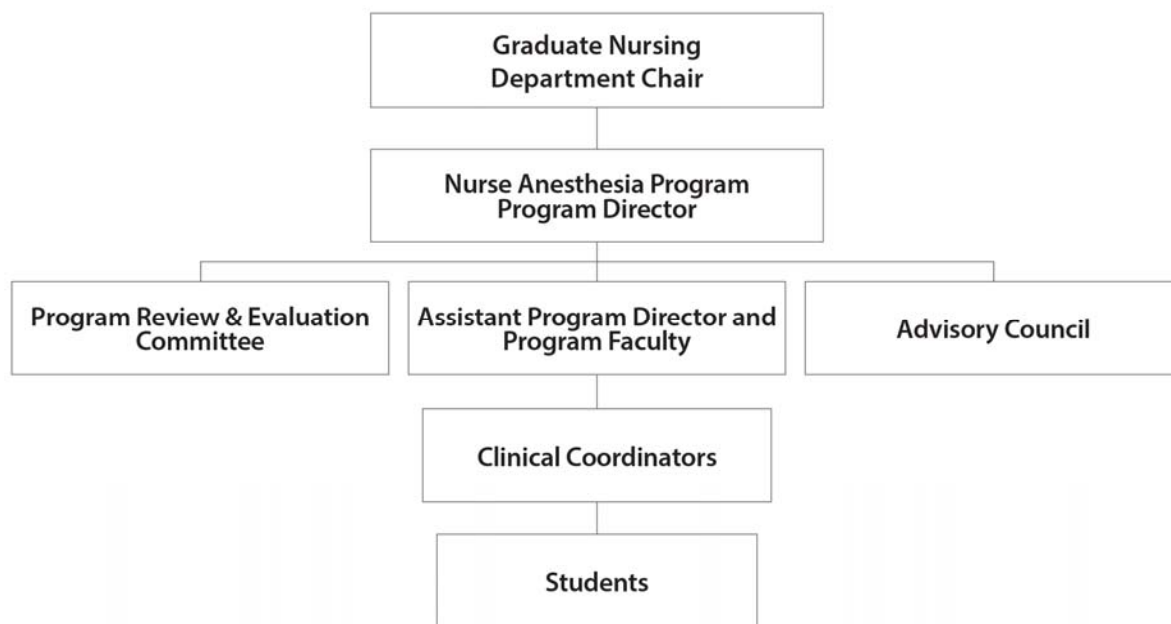 Graduate Nursing
Department Chair
Nurse Anesthesia Program
Program Director
Program Review & Evaluation
Committee
Assistant Program Director and
Program Faculty
Advisory Council
Clinical Coordinators
Students